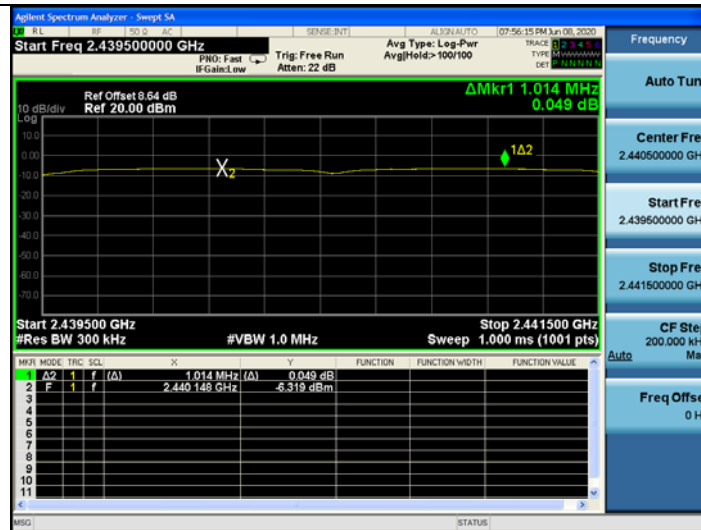 Agilent Spectrum Analyzer - Swept SA
RL RF 50 Ω AC SENSE:INT ALIGN AUTO 07:56:15 PM Jun 08, 2020
Start Freq 2.439500000 GHz
PNO: Fast
IFGain:Low
Trig: Free Run
Atten: 22 dB
Avg Type: Log-Pwr
Avg|Hold:>100/100
TRACE 1 2 3 4 5 6
TYPE
DET P N N N N N
Ref Offset 8.64 dB
Ref 20.00 dBm
10 dB/div
Log
ΔMkr1 1.014 MHz
0.049 dB
10.0
0.00
-10.0
-20.0
-30.0
-40.0
-50.0
-60.0
-70.0
X2
1Δ2
Start 2.439500 GHz
Stop 2.441500 GHz
#Res BW 300 kHz
#VBW 1.0 MHz
Sweep 1.000 ms (1001 pts)
MKR MODE TRC SCL X Y FUNCTION FUNCTION WIDTH FUNCTION VALUE
1 Δ2 1 f (Δ) 1.014 MHz (Δ) 0.049 dB
2 F 1 f 2.440 148 GHz -6.319 dBm
3
4
5
6
7
8
9
10
11
MSG
STATUS
Frequency
Auto Tun
Center Fre
2.440500000 GH
Start Fre
2.439500000 GH
Stop Fre
2.441500000 GH
CF Ste
200.000 kH
Auto Ma
Freq Offse
0 H